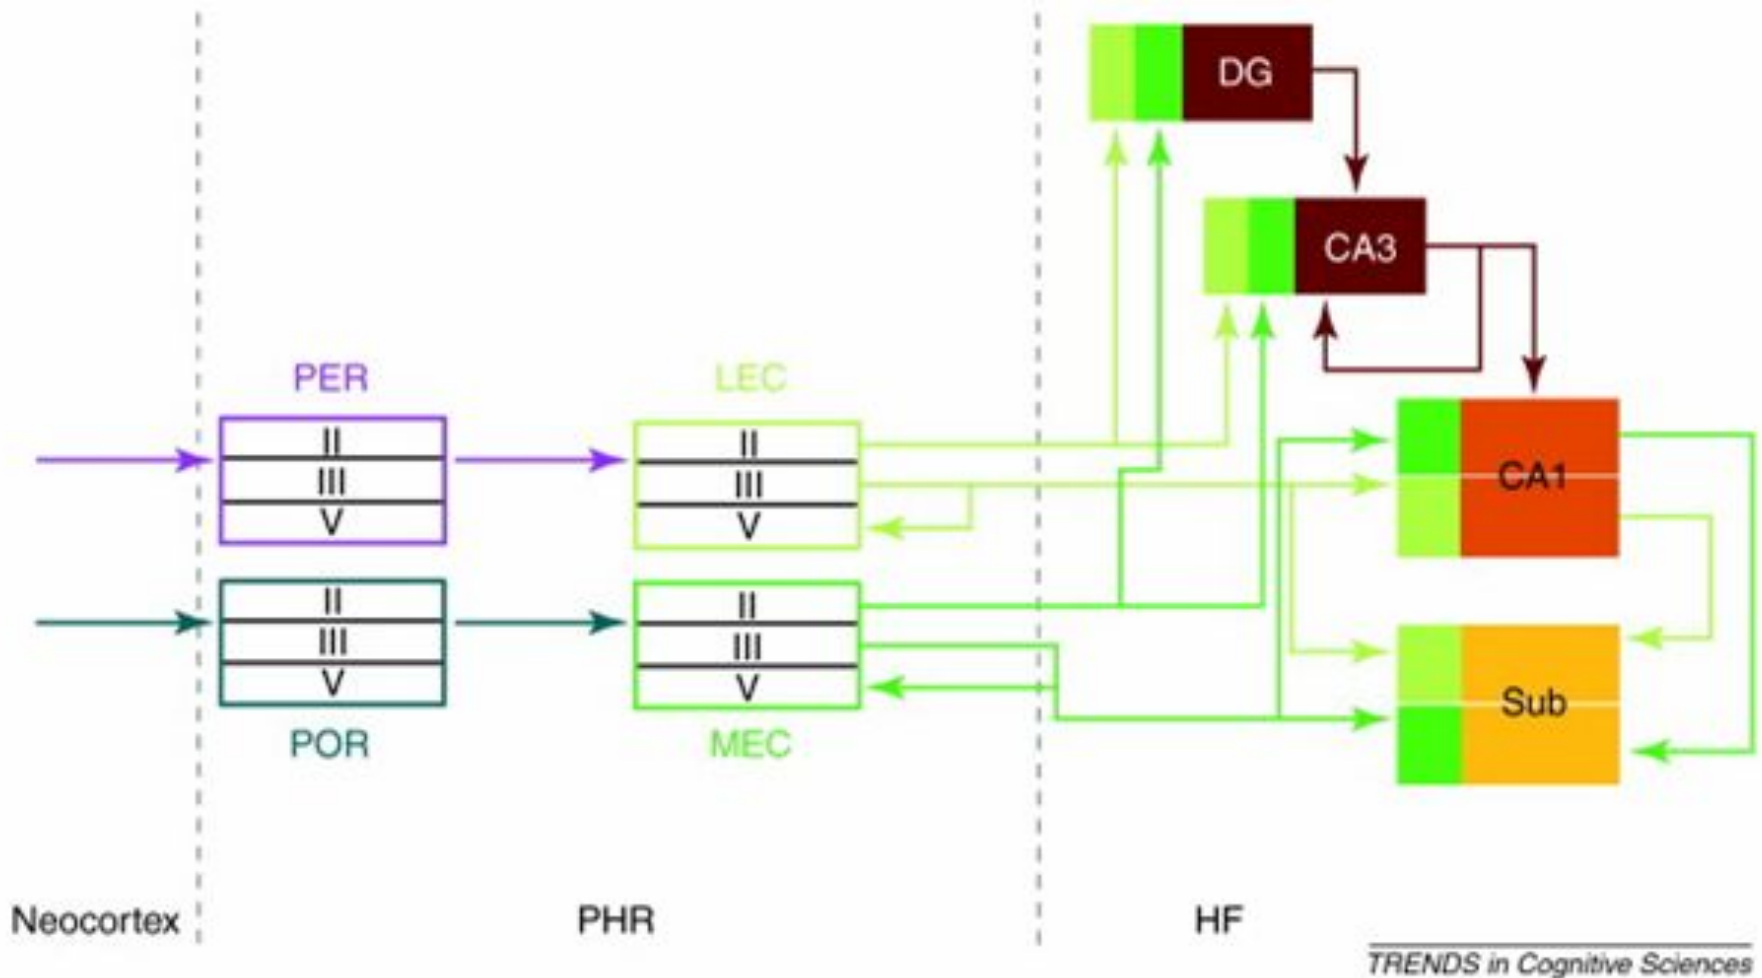 DG
CA3
PER
LEC
II
III
V
II
III
V
CA1
II
III
V
II
III
V
POR
MEC
Sub
Neocortex
PHR
HF
TRENDS in Cognitive Sciences